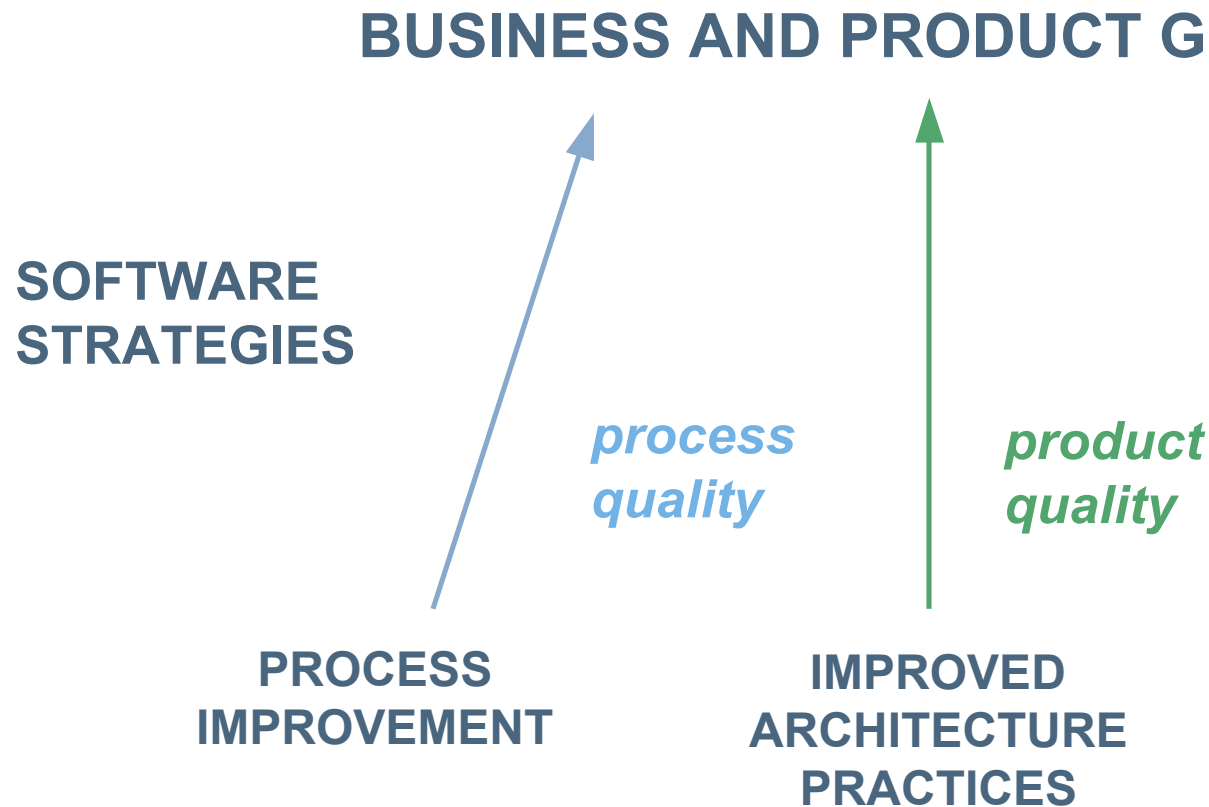 BUSINESS AND PRODUCT G
SOFTWARE
STRATEGIES
process
quality
product
quality
PROCESS
IMPROVEMENT
IMPROVED
ARCHITECTURE
PRACTICES